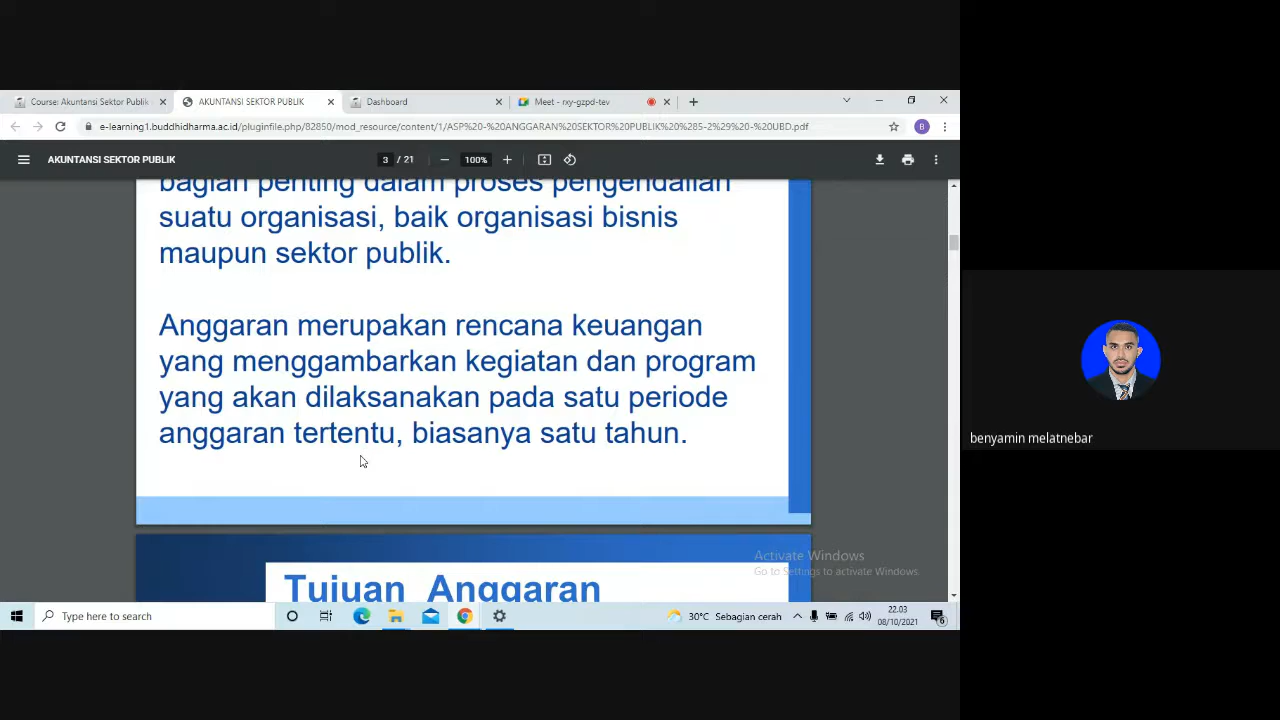 Course: Akuntansi Sektor Publik
AKUNTANSI SEKTOR PUBLIK
Dashboard
Meet - rxy-gzpd-tev
e-learning1.buddhidharma.ac.id/pluginfile.php/82850/mod_resource/content/1/ASP%20-%20ANGGARAN%20SEKTOR%20PUBLIK%20%285-2%29%20-%20UBD.pdf
B
AKUNTANSI SEKTOR PUBLIK
3 / 21
100%
bagian penting dalam proses pengendalian
suatu organisasi, baik organisasi bisnis
maupun sektor publik.
Anggaran merupakan rencana keuangan
yang menggambarkan kegiatan dan program
yang akan dilaksanakan pada satu periode
anggaran tertentu, biasanya satu tahun.
Tujuan Anggaran
Activate Windows
Go to Settings to activate Windows.
Type here to search
30°C Sebagian cerah
22.03
08/10/2021
6
benyamin melatnebar